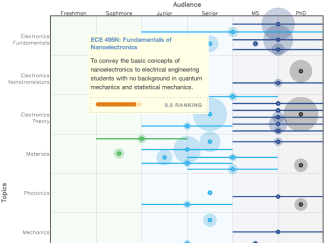 Audience
Freshman Sophmore Junior Senior MS PhD
Electronics
Fundamentals
ECE 495N: Fundamentals of
Nanoelectronics
To convey the basic concepts of
nanoelectronics to electrical engineering
students with no background in quantum
mechanics and statistical mechanics.
8.6 RANKING
Electronics
Nanotransistors
Electronics
Theory
Materials
Photonics
Mechanics
Topics